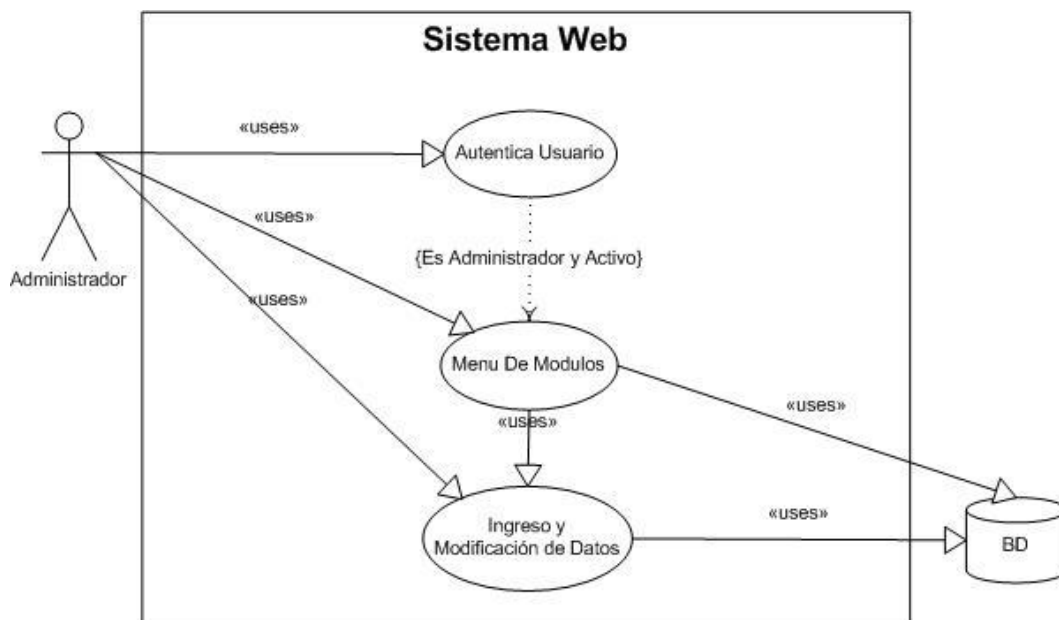 Sistema Web
«uses»
Autentica Usuario
«uses»
Administrador
{Es Administrador y Activo}
«uses»
Menu De Modulos
«uses»
«uses»
Ingreso y
Modificación de Datos
«uses»
BD